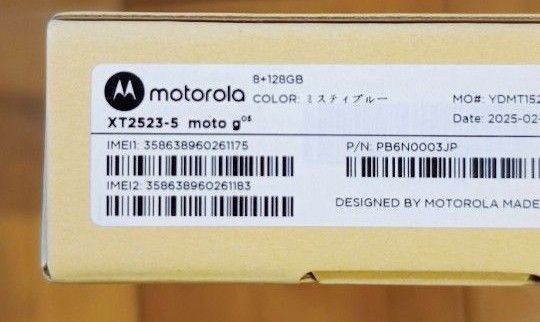 8+128GB
motorola COLOR: ミスティブルー MO#: YDMT152
XT2523-5 moto g05 Date: 2025-02-
IMEI1: 358638960261175 P/N: PB6N0003JP
IMEI2: 358638960261183
DESIGNED BY MOTOROLA MADE